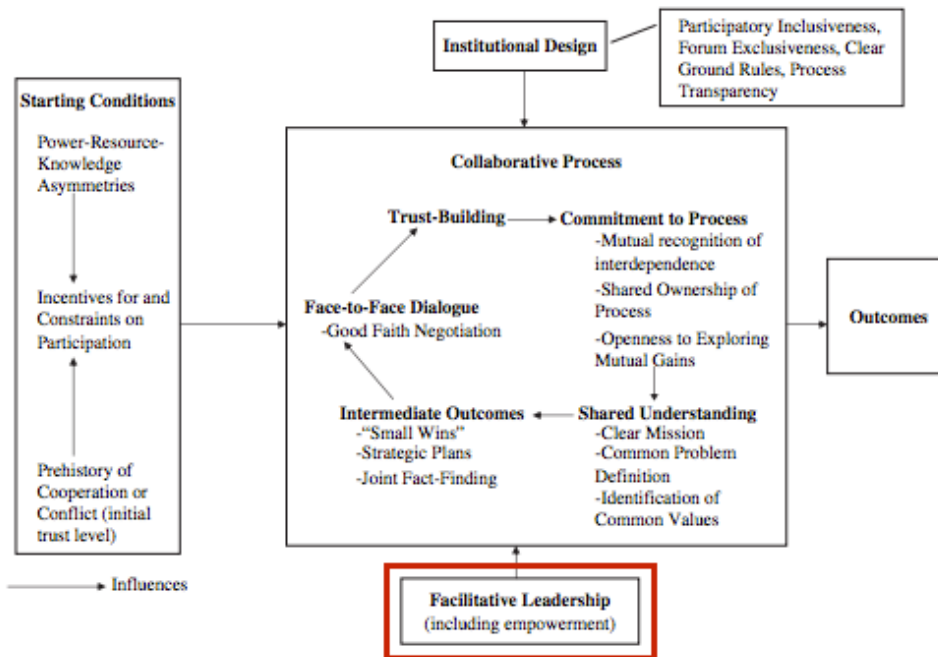 Institutional Design
Participatory Inclusiveness,
Forum Exclusiveness, Clear
Ground Rules, Process
Transparency
Starting Conditions
Power-Resource-
Knowledge
Asymmetries
Incentives for and
Constraints on
Participation
Prehistory of
Cooperation or
Conflict (initial
trust level)
Collaborative Process
Trust-Building
Commitment to Process
-Mutual recognition of
interdependence
-Shared Ownership of
Process
-Openness to Exploring
Mutual Gains
Face-to-Face Dialogue
-Good Faith Negotiation
Intermediate Outcomes
-“Small Wins”
-Strategic Plans
-Joint Fact-Finding
Shared Understanding
-Clear Mission
-Common Problem
Definition
-Identification of
Common Values
Outcomes
Influences
Facilitative Leadership
(including empowerment)